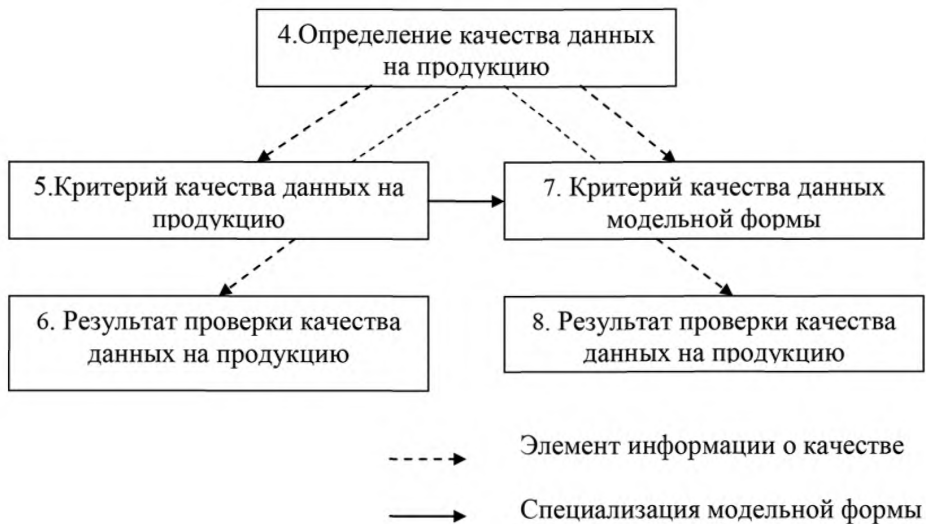 4.Определение качества данных
на продукцию
5.Критерий качества данных на
продукцию
7. Критерий качества данных
модельной формы
6. Результат проверки качества
данных на продукцию
8. Результат проверки качества
данных на продукцию
Элемент информации о качестве
Специализация модельной формы